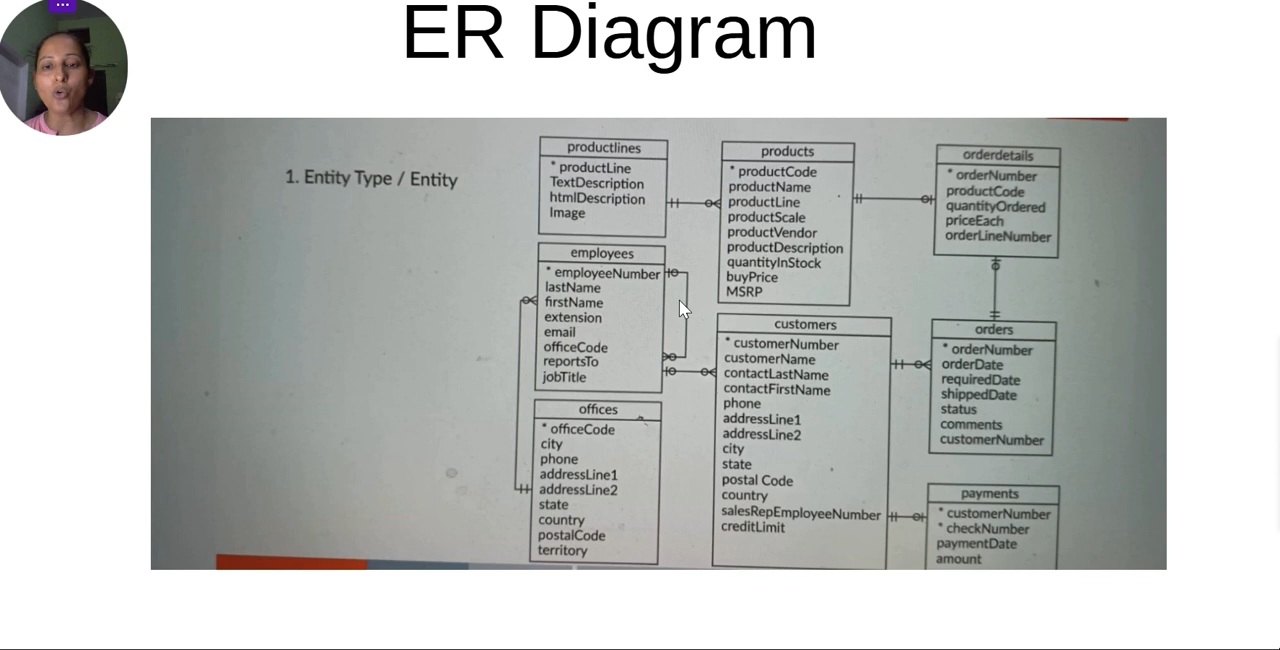 ER Diagram
1. Entity Type / Entity
productlines
* productLine
TextDescription
htmlDescription
Image
products
* productCode
productName
productLine
productScale
productVendor
productDescription
quantityInStock
buyPrice
MSRP
orderdetails
* orderNumber
productCode
quantityOrdered
priceEach
orderLineNumber
employees
* employeeNumber
lastName
firstName
extension
email
officeCode
reportsTo
jobTitle
customers
* customerNumber
customerName
contactLastName
contactFirstName
phone
addressLine1
addressLine2
city
state
postal Code
country
salesRepEmployeeNumber
creditLimit
orders
* orderNumber
orderDate
requiredDate
shippedDate
status
comments
customerNumber
offices
* officeCode
city
phone
addressLine1
addressLine2
state
country
postalCode
territory
payments
* customerNumber
* checkNumber
paymentDate
amount